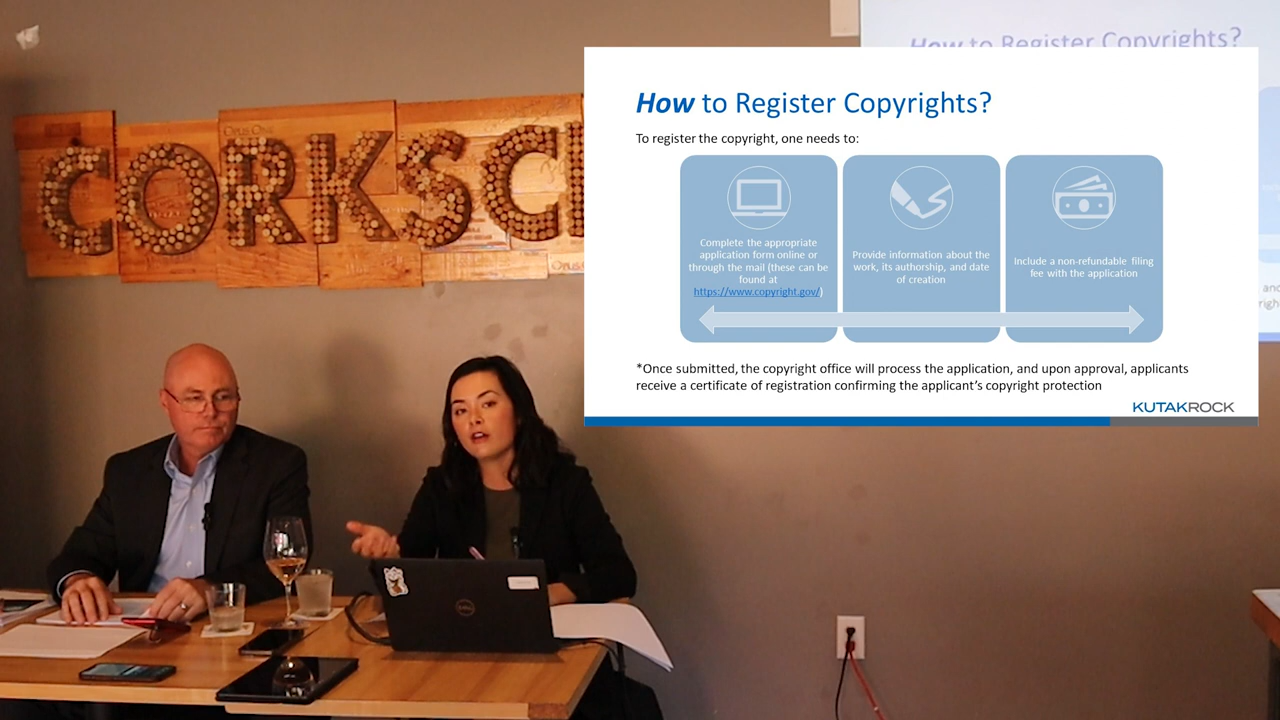 How to Register Copyrights?
CORKSC
OPUS ONE
How to Register Copyrights?
To register the copyright, one needs to:
Complete the appropriate
application form online or
through the mail (these can be
found at
https://www.copyright.gov/)
Provide information about the
work, its authorship, and date
of creation
Include a non-refundable filing
fee with the application
*Once submitted, the copyright office will process the application, and upon approval, applicants
receive a certificate of registration confirming the applicant's copyright protection
KUTAKROCK
DELL